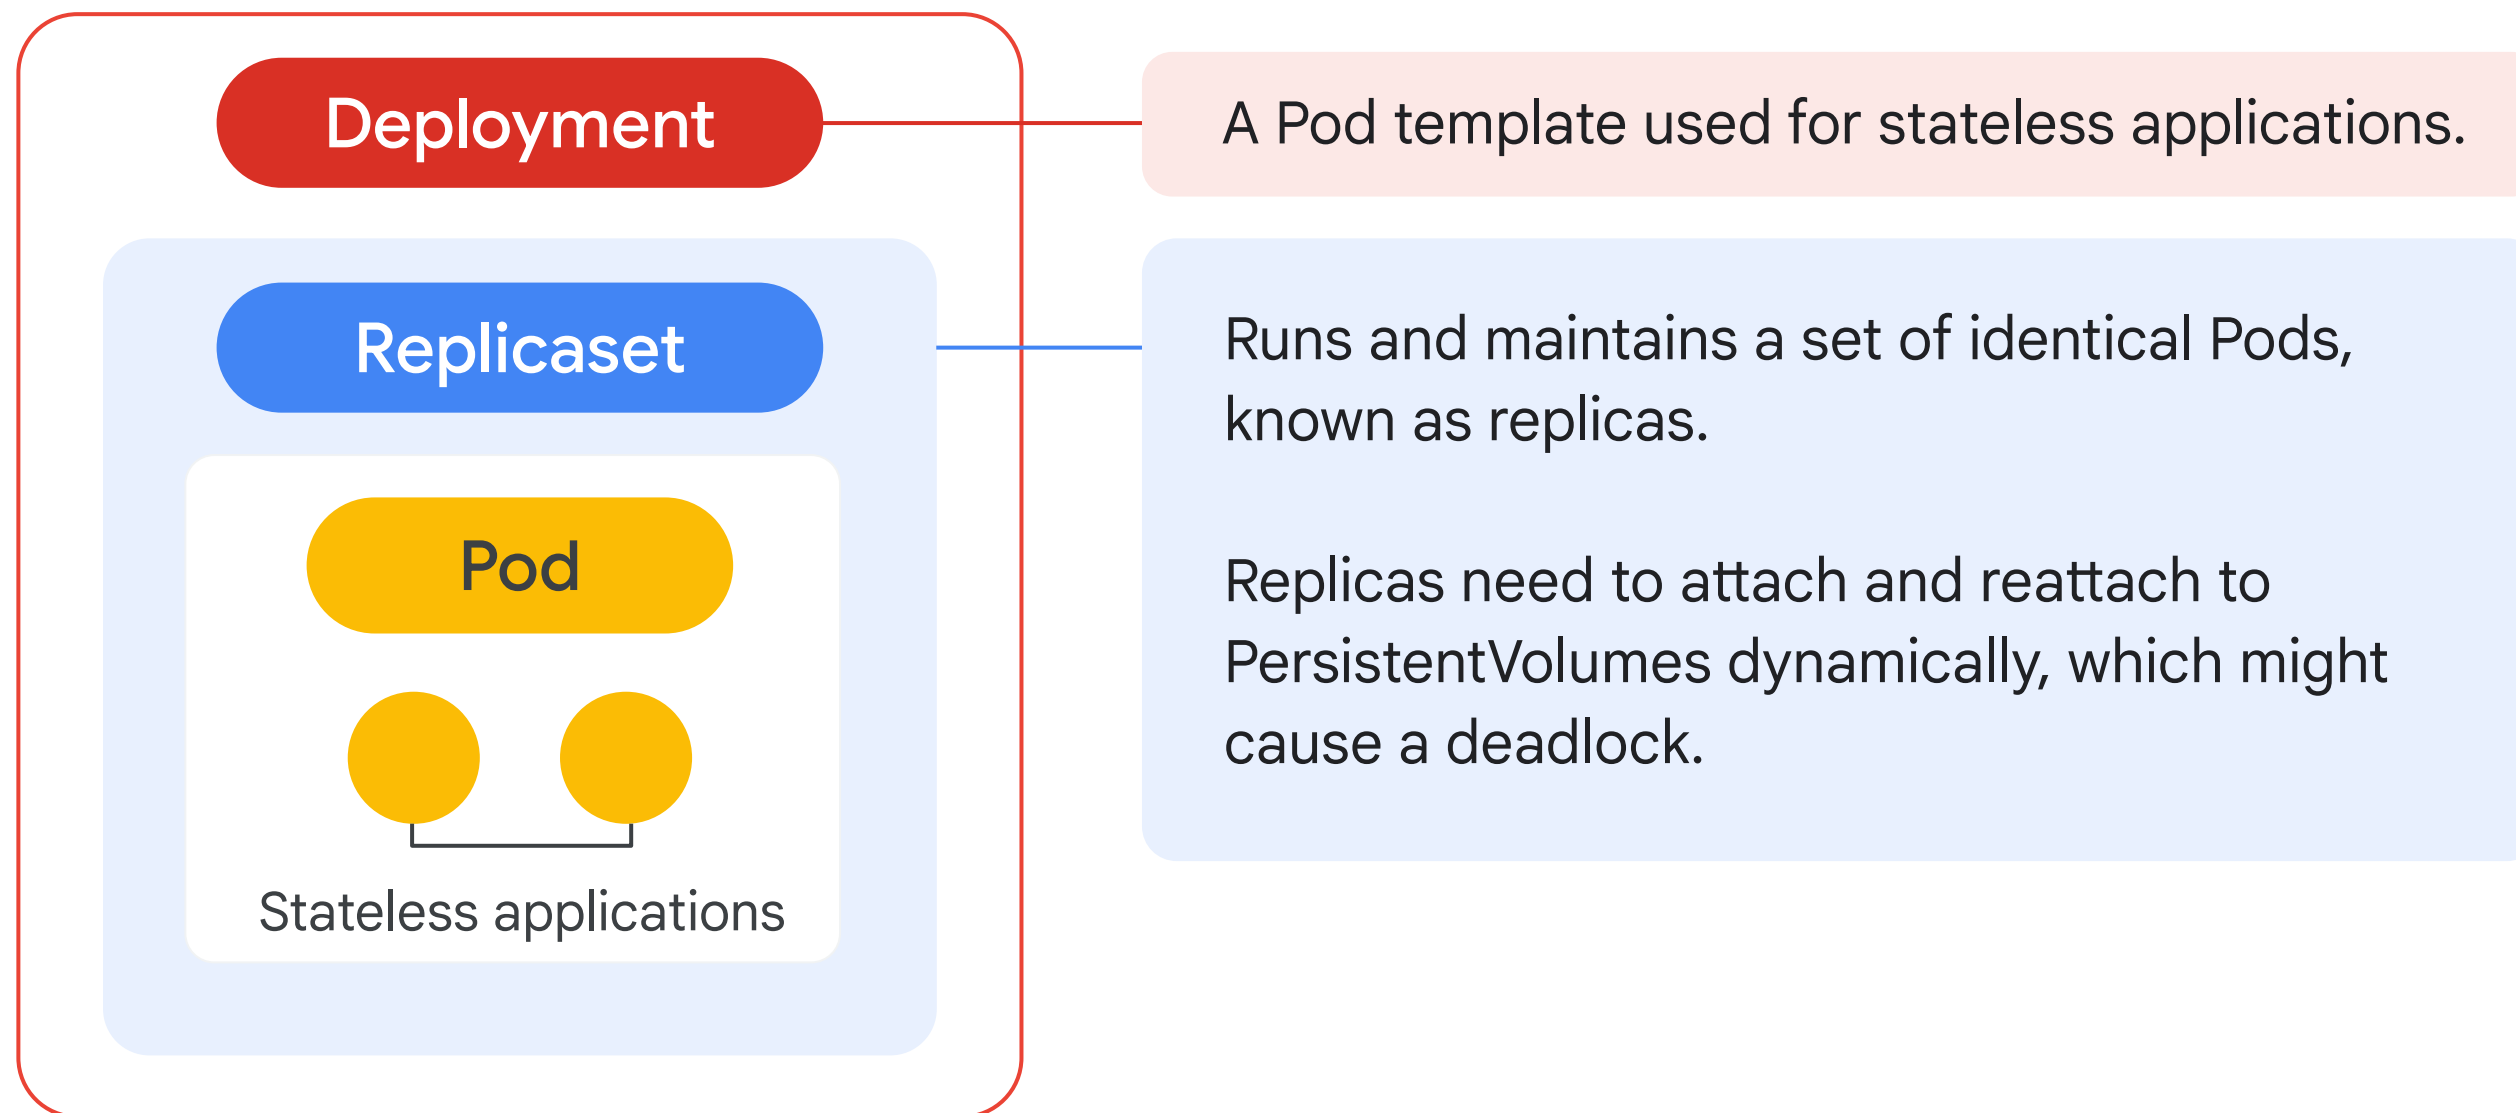 Deployment
A Pod template used for stateless applications.
Replicaset
Runs and maintains a set of identical Pods,
known as replicas.
Replics need to attach and reattach to
PersistentVolumes dynamically, which might
cause a deadlock.
Pod
Stateless applications